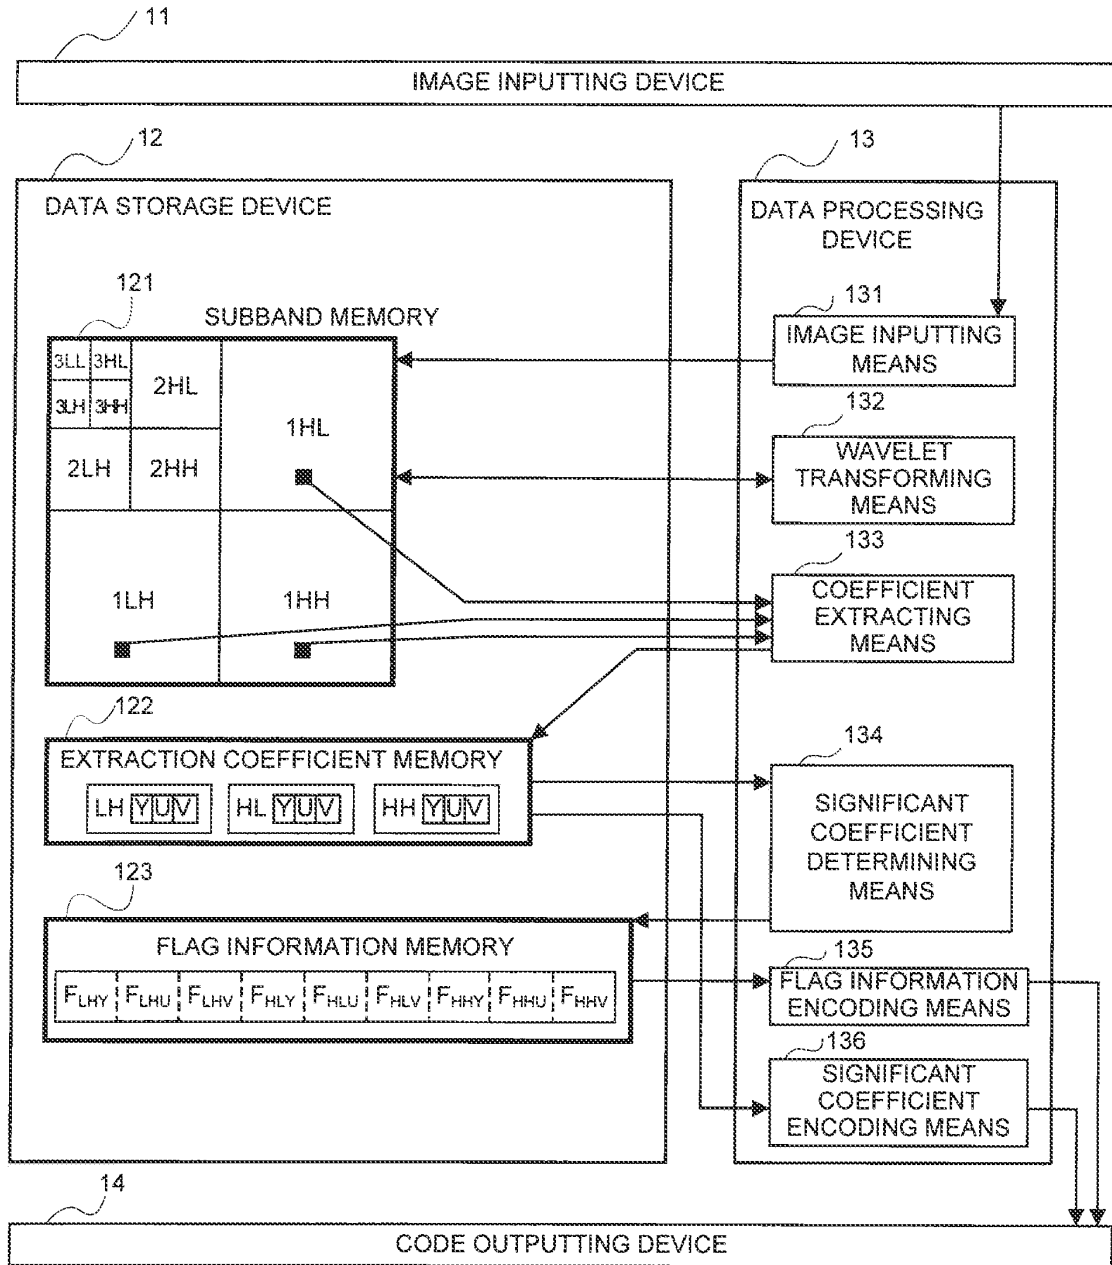 11
IMAGE INPUTTING DEVICE
12
DATA STORAGE DEVICE
121
SUBBAND MEMORY
3LL 3HL
3LH 3HH
2HL
2LH 2HH
1HL
1LH
1HH
122
EXTRACTION COEFFICIENT MEMORY
LH Y U V HL Y U V HH Y U V
123
FLAG INFORMATION MEMORY
FLHY FLHU FLHV FHLY FHLU FHLV FHHY FHHU FHHV
13
DATA PROCESSING
DEVICE
131
IMAGE INPUTTING
MEANS
132
WAVELET
TRANSFORMING
MEANS
133
COEFFICIENT
EXTRACTING
MEANS
134
SIGNIFICANT
COEFFICIENT
DETERMINING
MEANS
135
FLAG INFORMATION
ENCODING MEANS
136
SIGNIFICANT
COEFFICIENT
ENCODING MEANS
14
CODE OUTPUTTING DEVICE